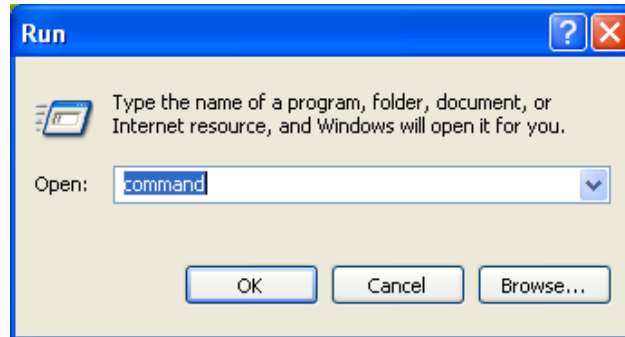 Run
Type the name of a program, folder, document, or
Internet resource, and Windows will open it for you.
Open: command
OK Cancel Browse...